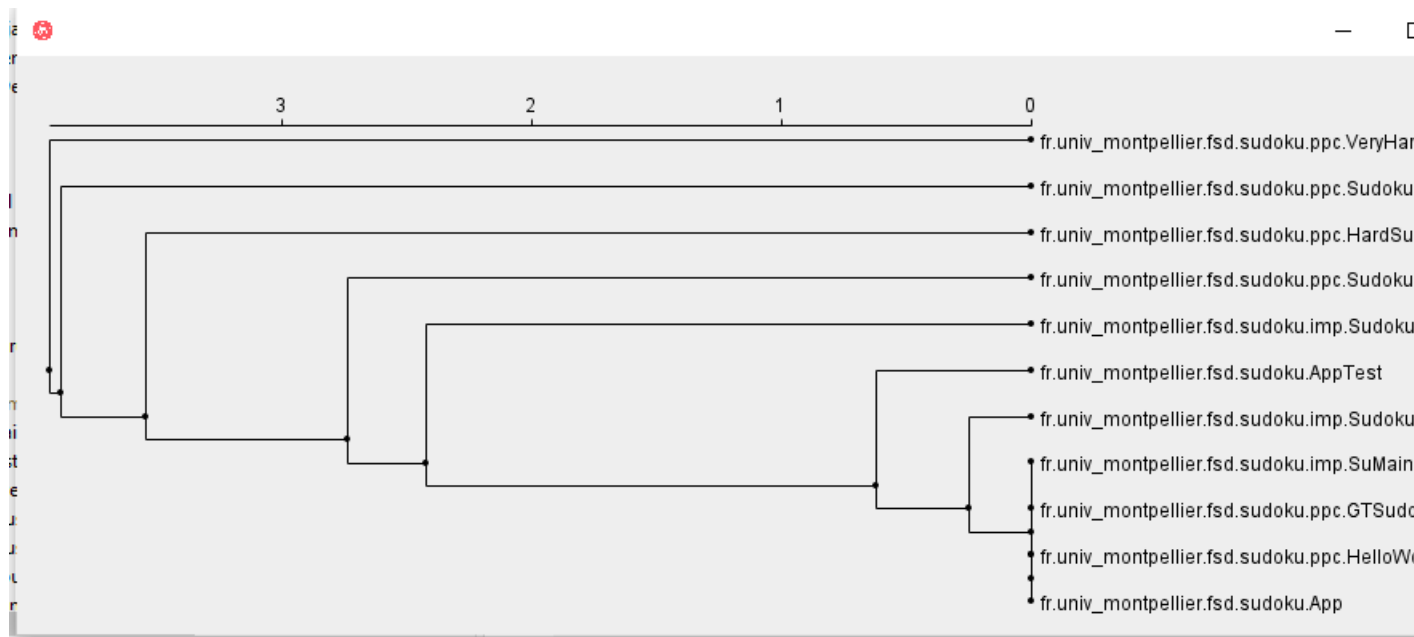 3 2 1 0
fr.univ_montpellier.fsd.sudoku.ppc.VeryHar
fr.univ_montpellier.fsd.sudoku.ppc.Sudoku
fr.univ_montpellier.fsd.sudoku.ppc.HardSu
fr.univ_montpellier.fsd.sudoku.ppc.Sudoku
fr.univ_montpellier.fsd.sudoku.imp.Sudoku
fr.univ_montpellier.fsd.sudoku.AppTest
fr.univ_montpellier.fsd.sudoku.imp.Sudoku
fr.univ_montpellier.fsd.sudoku.imp.SuMain
fr.univ_montpellier.fsd.sudoku.ppc.GTSudo
fr.univ_montpellier.fsd.sudoku.ppc.HelloWo
fr.univ_montpellier.fsd.sudoku.App